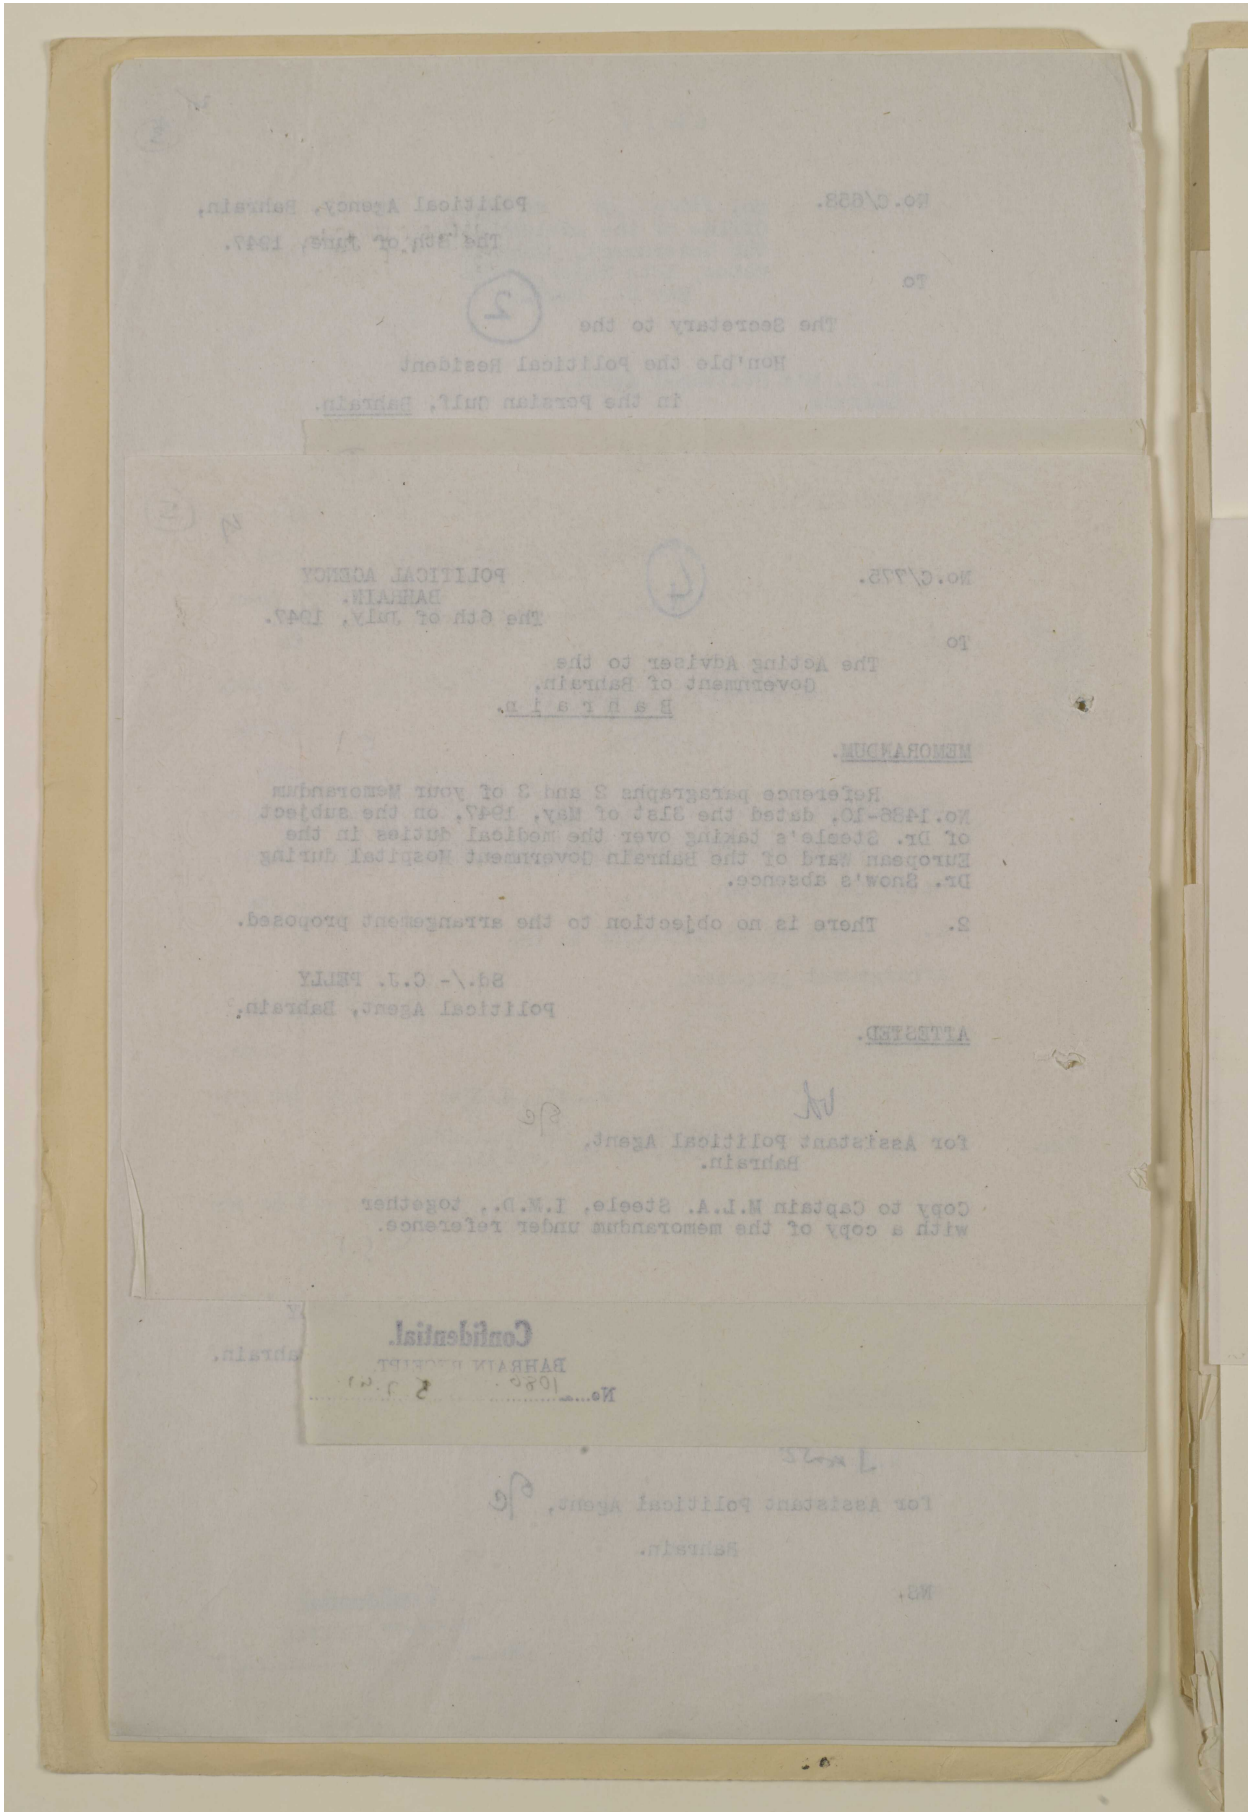 No.C/653.
Political Agency, Bahrain,
The 8th of June, 1947.
To
2
The Secretary to the
Hon'ble the Political Resident
in the Persian Gulf, Bahrain.
4
No.C/775.
POLITICAL AGENCY
BAHRAIN.
The 6th of July, 1947.
To
The Acting Adviser to the
Government of Bahrain,
Bahrain.
MEMORANDUM.
Reference paragraphs 2 and 3 of your Memorandum
No.1486-10, dated the 31st of May, 1947, on the subject
of Dr. Steele's taking over the medical duties in the
European Ward of the Bahrain Government Hospital during
Dr. Snow's absence.
2. There is no objection to the arrangement proposed.
Sd./- C.J. PELLY
Political Agent, Bahrain.
ATTESTED.
for Assistant Political Agent,
Bahrain.
Copy to Captain M.L.A. Steele, I.M.D., together
with a copy of the memorandum under reference.
Confidential.
BAHRAIN RECEIPT
No. 1080
ahrain.
For Assistant Political Agent,
Bahrain.
NS.